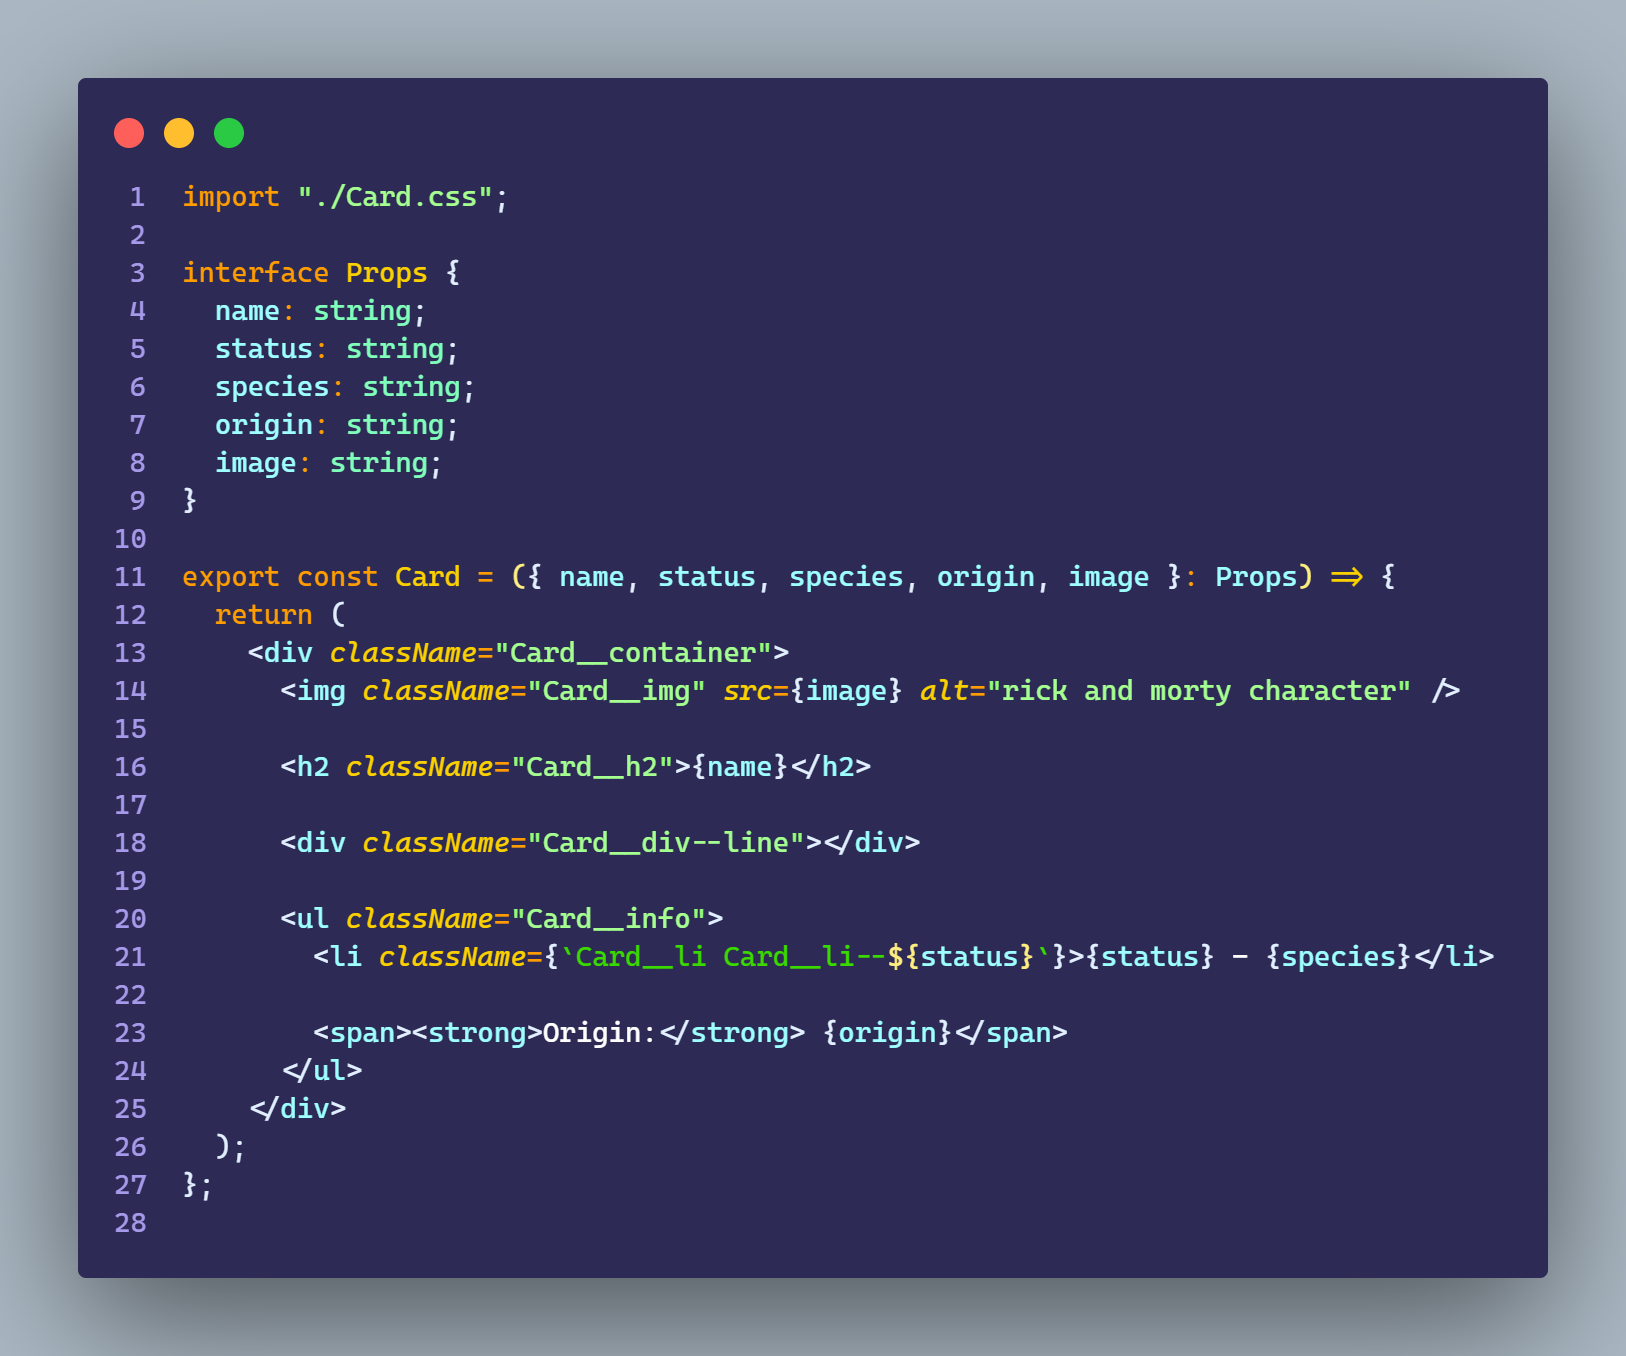 1 import "./Card.css";
2
3 interface Props {
4   name: string;
5   status: string;
6   species: string;
7   origin: string;
8   image: string;
9 }
10
11 export const Card = ({ name, status, species, origin, image }: Props) => {
12   return (
13     <div className="Card__container">
14       <img className="Card__img" src={image} alt="rick and morty character" />
15
16       <h2 className="Card__h2">{name}</h2>
17
18       <div className="Card__div--line"></div>
19
20       <ul className="Card__info">
21         <li className={`Card__li Card__li--${status}`}>{status} - {species}</li>
22
23         <span><strong>Origin:</strong> {origin}</span>
24       </ul>
25     </div>
26   );
27 };
28